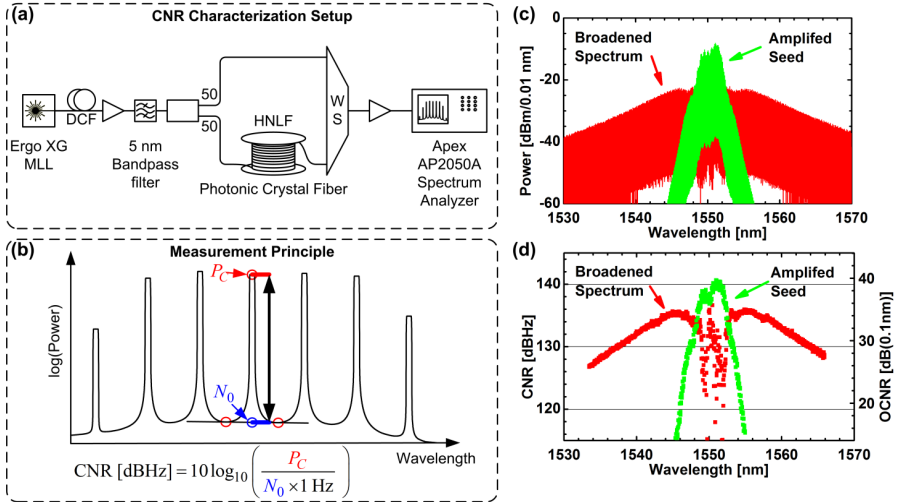 (a)
CNR Characterization Setup
Ergo XG
MLL
DCF
5 nm
Bandpass
filter
50
50
HNLF
Photonic Crystal Fiber
W
S
Apex
AP2050A
Spectrum
Analyzer
(b)
Measurement Principle
log(Power)
P_C
N_0
Wavelength
CNR [dBHz] = 10 log_10 ( P_C / N_0 × 1 Hz )
(c)
Broadened
Spectrum
Amplifed
Seed
Power [dBm/0.01 nm]
0
-20
-40
-60
1530 1540 1550 1560 1570
Wavelength [nm]
(d)
Broadened
Spectrum
Amplifed
Seed
CNR [dBHz]
140
130
120
OCNR [dB(0.1nm)]
40
30
20
1530 1540 1550 1560 1570
Wavelength [nm]